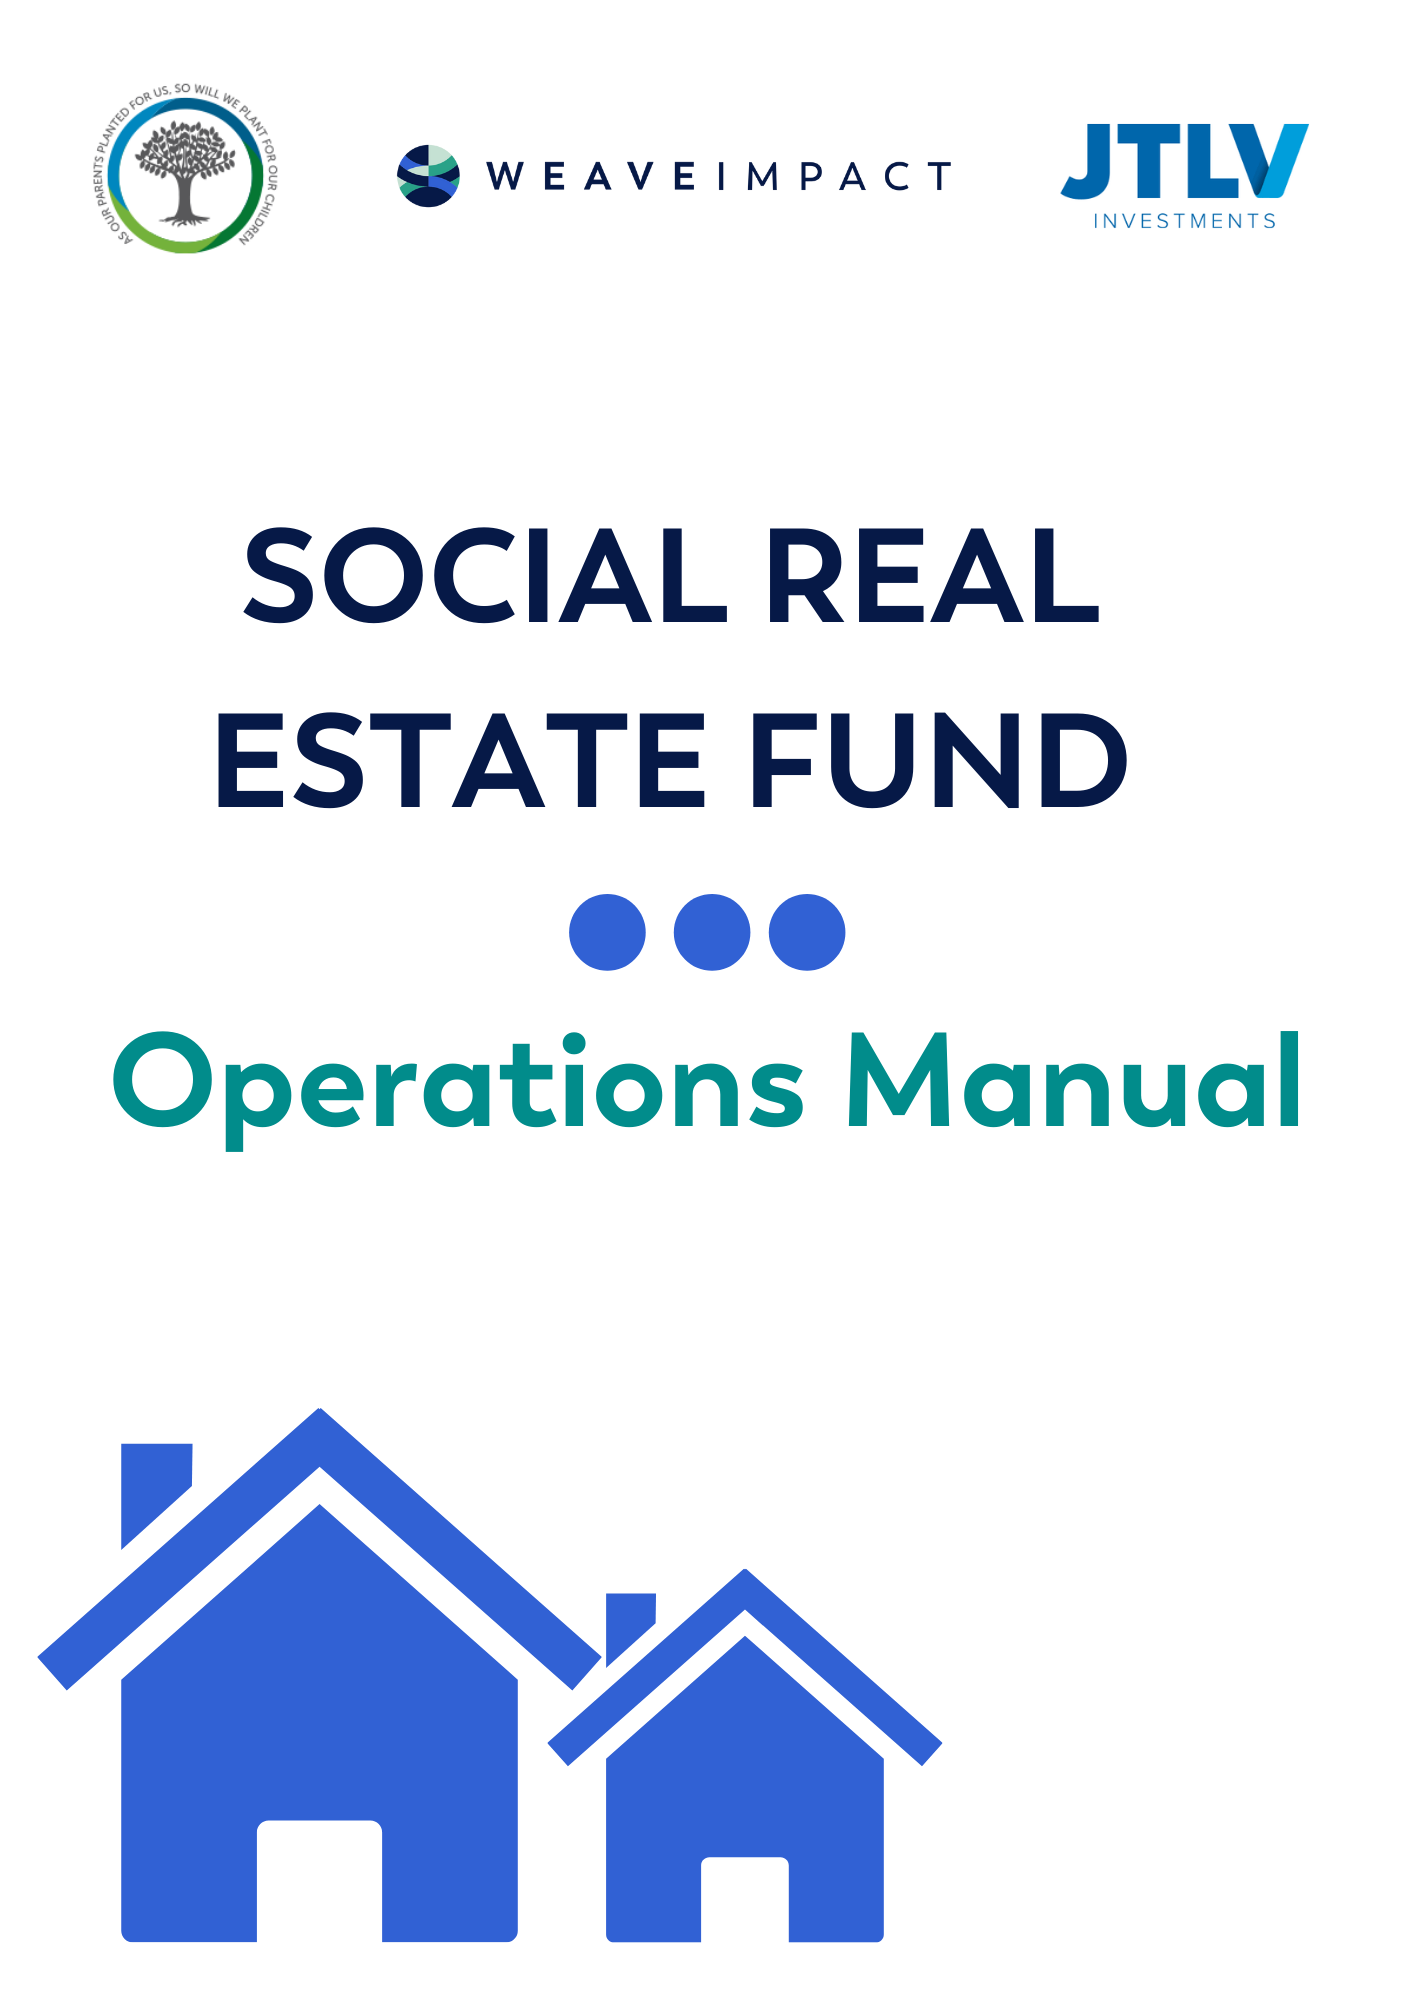 AS OUR PARENTS PLANTED FOR US, SO WILL WE PLANT FOR OUR CHILDREN
WEAVEIMPACT
JTLV
INVESTMENTS
SOCIAL REAL
ESTATE FUND
Operations Manual